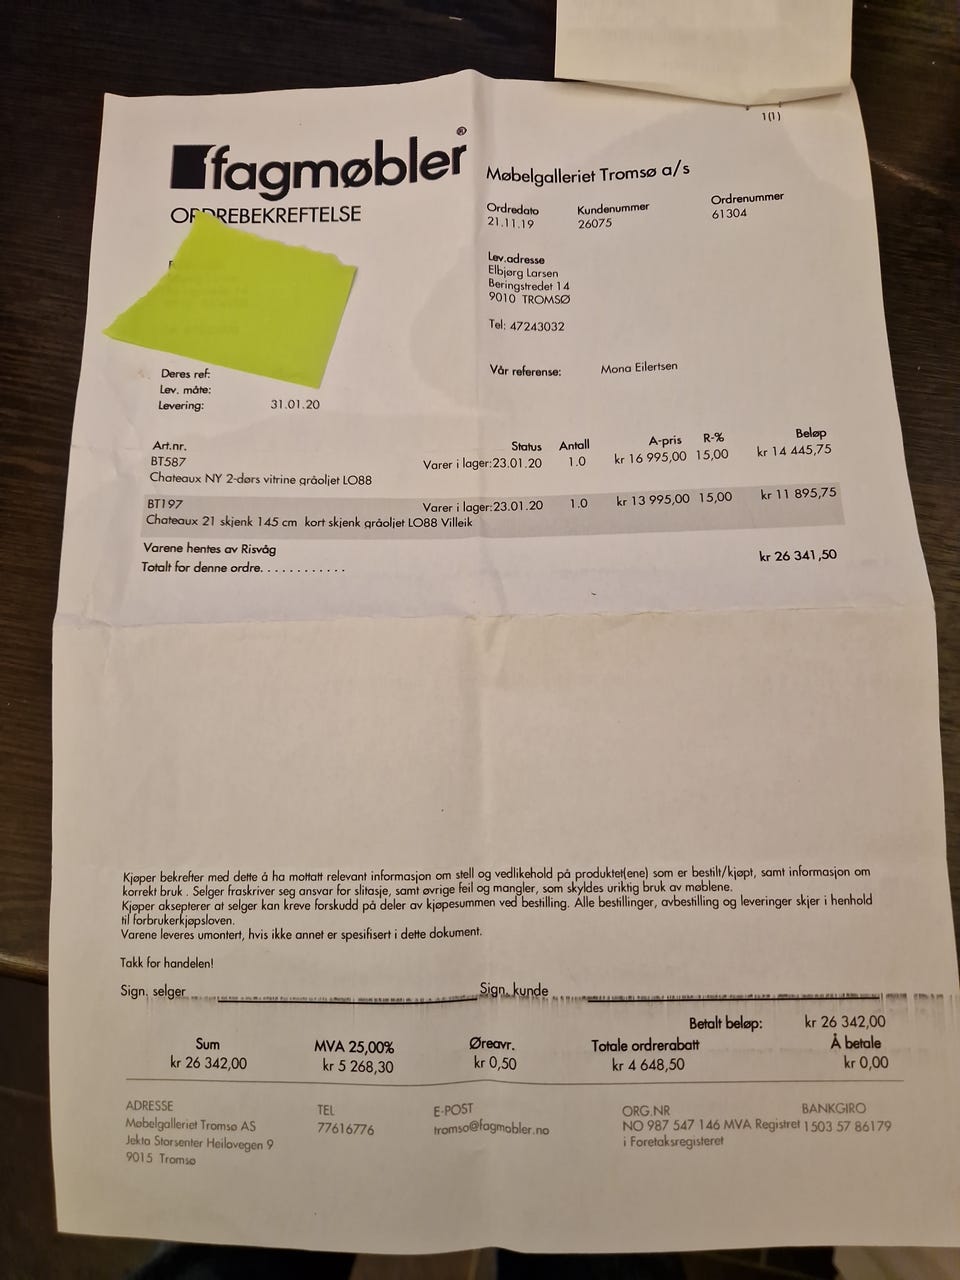 1(1)
fagmøbler®
Møbelgalleriet Tromsø a/s
ORDREBEKREFTELSE
Ordredato Kundenummer Ordrenummer
21.11.19 26075 61304
Lev.adresse
Elbjørg Larsen
Beringstredet 14
9010 TROMSØ
Tel: 47243032
Deres ref:
Vår referense: Mona Eilertsen
Lev. måte:
Levering: 31.01.20
Art.nr. Status Antall A-pris R-% Beløp
BT587 Varer i lager:23.01.20 1.0 kr 16 995,00 15,00 kr 14 445,75
Chateaux NY 2-dørs vitrine gråoljet LO88
BT197 Varer i lager:23.01.20 1.0 kr 13 995,00 15,00 kr 11 895,75
Chateaux 21 skjenk 145 cm kort skjenk gråoljet LO88 Villeik
Varene hentes av Risvåg
Totalt for denne ordre............ kr 26 341,50
Kjøper bekrefter med dette å ha mottatt relevant informasjon om stell og vedlikehold på produktet(ene) som er bestilt/kjøpt, samt informasjon om
korrekt bruk . Selger fraskriver seg ansvar for slitasje, samt øvrige feil og mangler, som skyldes uriktig bruk av møblene.
Kjøper aksepterer at selger kan kreve forskudd på deler av kjøpesummen ved bestilling. Alle bestillinger, avbestilling og leveringer skjer i henhold
til forbrukerkjøpsloven.
Varene leveres umontert, hvis ikke annet er spesifisert i dette dokument.
Takk for handelen!
Sign. selger Sign. kunde
Betalt beløp: kr 26 342,00
Sum MVA 25,00% Øreavr. Totale ordrerabatt Å betale
kr 26 342,00 kr 5 268,30 kr 0,50 kr 4 648,50 kr 0,00
ADRESSE TEL E-POST ORG.NR BANKGIRO
Møbelgalleriet Tromsø AS 77616776 tromso@fagmobler.no NO 987 547 146 MVA Registret 1503 57 86179
Jekta Storsenter Heilovegen 9 i Foretaksregisteret
9015 Tromsø